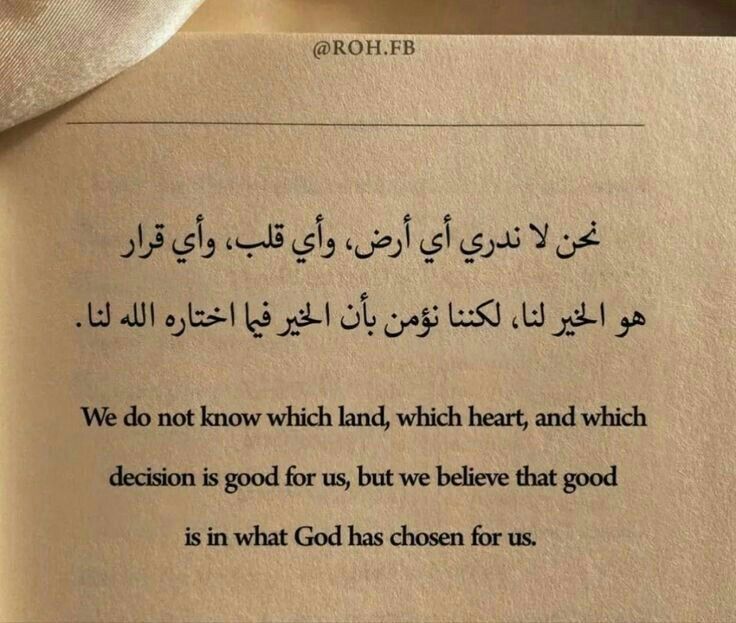 @ROH.FB
نحن لا ندري أي أرض، وأي قلب، وأي قرار
هو الخير لنا، لكننا نؤمن بأن الخير فيما اختاره الله لنا.
We do not know which land, which heart, and which
decision is good for us, but we believe that good
is in what God has chosen for us.